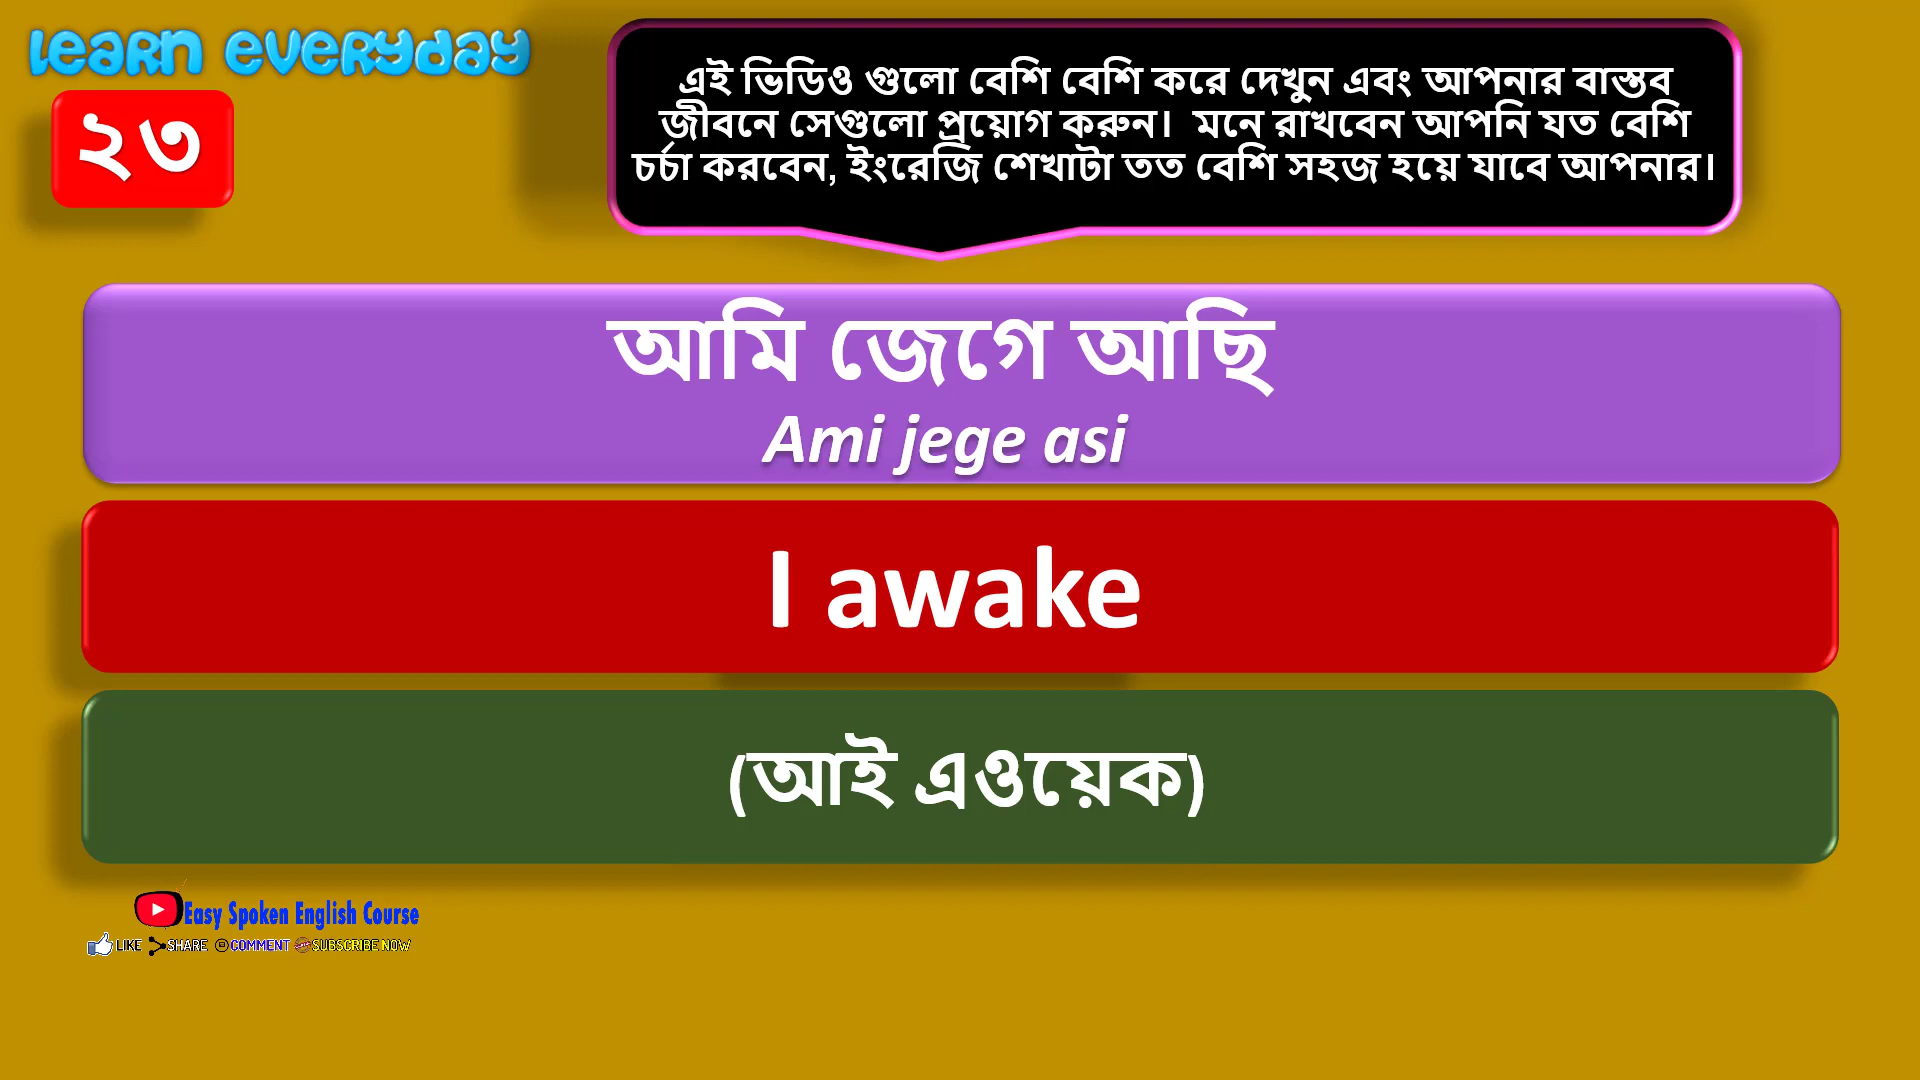 Learn Everyday
২৩
এই ভিডিও গুলো বেশি বেশি করে দেখুন এবং আপনার বাস্তব
জীবনে সেগুলো প্রয়োগ করুন।  মনে রাখবেন আপনি যত বেশি
চর্চা করবেন, ইংরেজি শেখাটা তত বেশি সহজ হয়ে যাবে আপনার।
আমি জেগে আছি
Ami jege asi
I awake
(আই এওয়েক)
Easy Spoken English Course
LIKE SHARE COMMENT SUBSCRIBE NOW